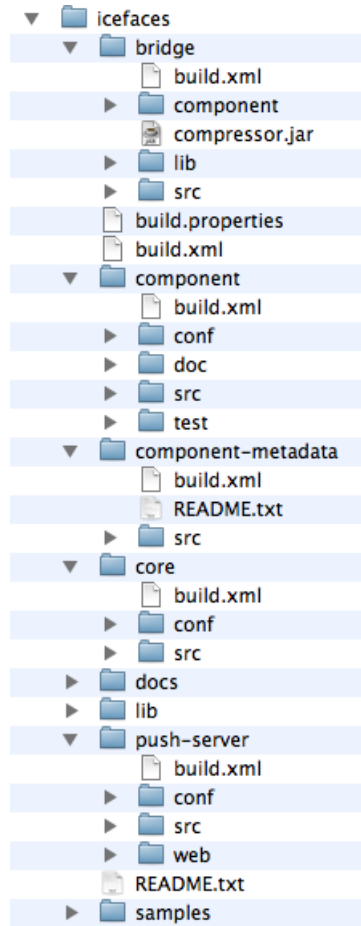 icefaces
bridge
build.xml
component
compressor.jar
lib
src
build.properties
build.xml
component
build.xml
conf
doc
src
test
component-metadata
build.xml
README.txt
src
core
build.xml
conf
src
docs
lib
push-server
build.xml
conf
src
web
README.txt
samples